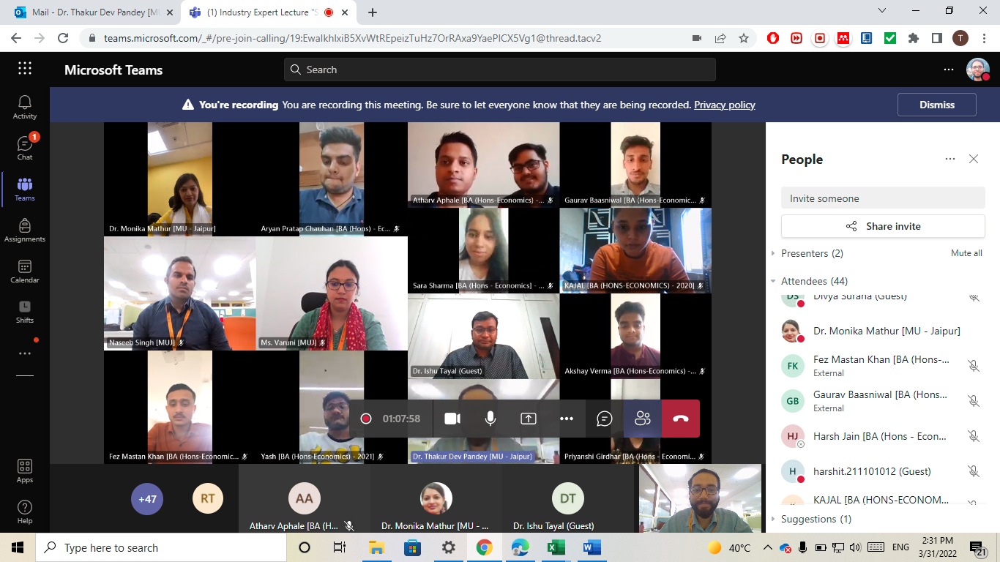 Mail - Dr. Thakur Dev Pandey [M
(1) Industry Expert Lecture "S
teams.microsoft.com/_#/pre-join-calling/19:EwalkhlxiB5XvWtREpeizTuHz7OrRAxa9YaePlCX5Vg1@thread.tacv2
T
Microsoft Teams
Search
You're recording You are recording this meeting. Be sure to let everyone know that they are being recorded. Privacy policy
Dismiss
Activity
1
Chat
Teams
Assignments
Calendar
Shifts
Apps
Help
Dr. Monika Mathur [MU - Jaipur]
Aryan Pratap Chauhan [BA (Hons) - Ec...
Atharv Aphale [BA (Hons-Economics) -...
Gaurav Baasniwal [BA (Hons-Economic...
Sara Sharma [BA (Hons - Economics] - ...
KAJAL [BA (HONS-ECONOMICS) - 2020]
Naseeb Singh [MUJ]
Ms. Varuni [MUJ]
Dr. Ishu Tayal (Guest)
Akshay Verma [BA (Hons-Economics) -...
Fez Mastan Khan [BA (Hons-Economic...
Yash [BA (Hons-Economics) - 2021]
Dr. Thakur Dev Pandey [MU - Jaipur]
Priyanshi Girdhar [BA (Hons - Economi...
01:07:58
+47
RT
AA
Atharv Aphale [BA (H...
Dr. Monika Mathur [MU - ...
DT
Dr. Ishu Tayal (Guest)
People
Invite someone
Share invite
Presenters (2)
Mute all
Attendees (44)
DS
Divya Surana (Guest)
Dr. Monika Mathur [MU - Jaipur]
FK
Fez Mastan Khan [BA (Hons-...
External
GB
Gaurav Baasniwal [BA (Hons...
External
HJ
Harsh Jain [BA (Hons - Econ...
H
harshit.211101012 (Guest)
KAJAL [BA (HONS-ECONOM...
Suggestions (1)
Type here to search
40°C
ENG
2:31 PM
3/31/2022
21